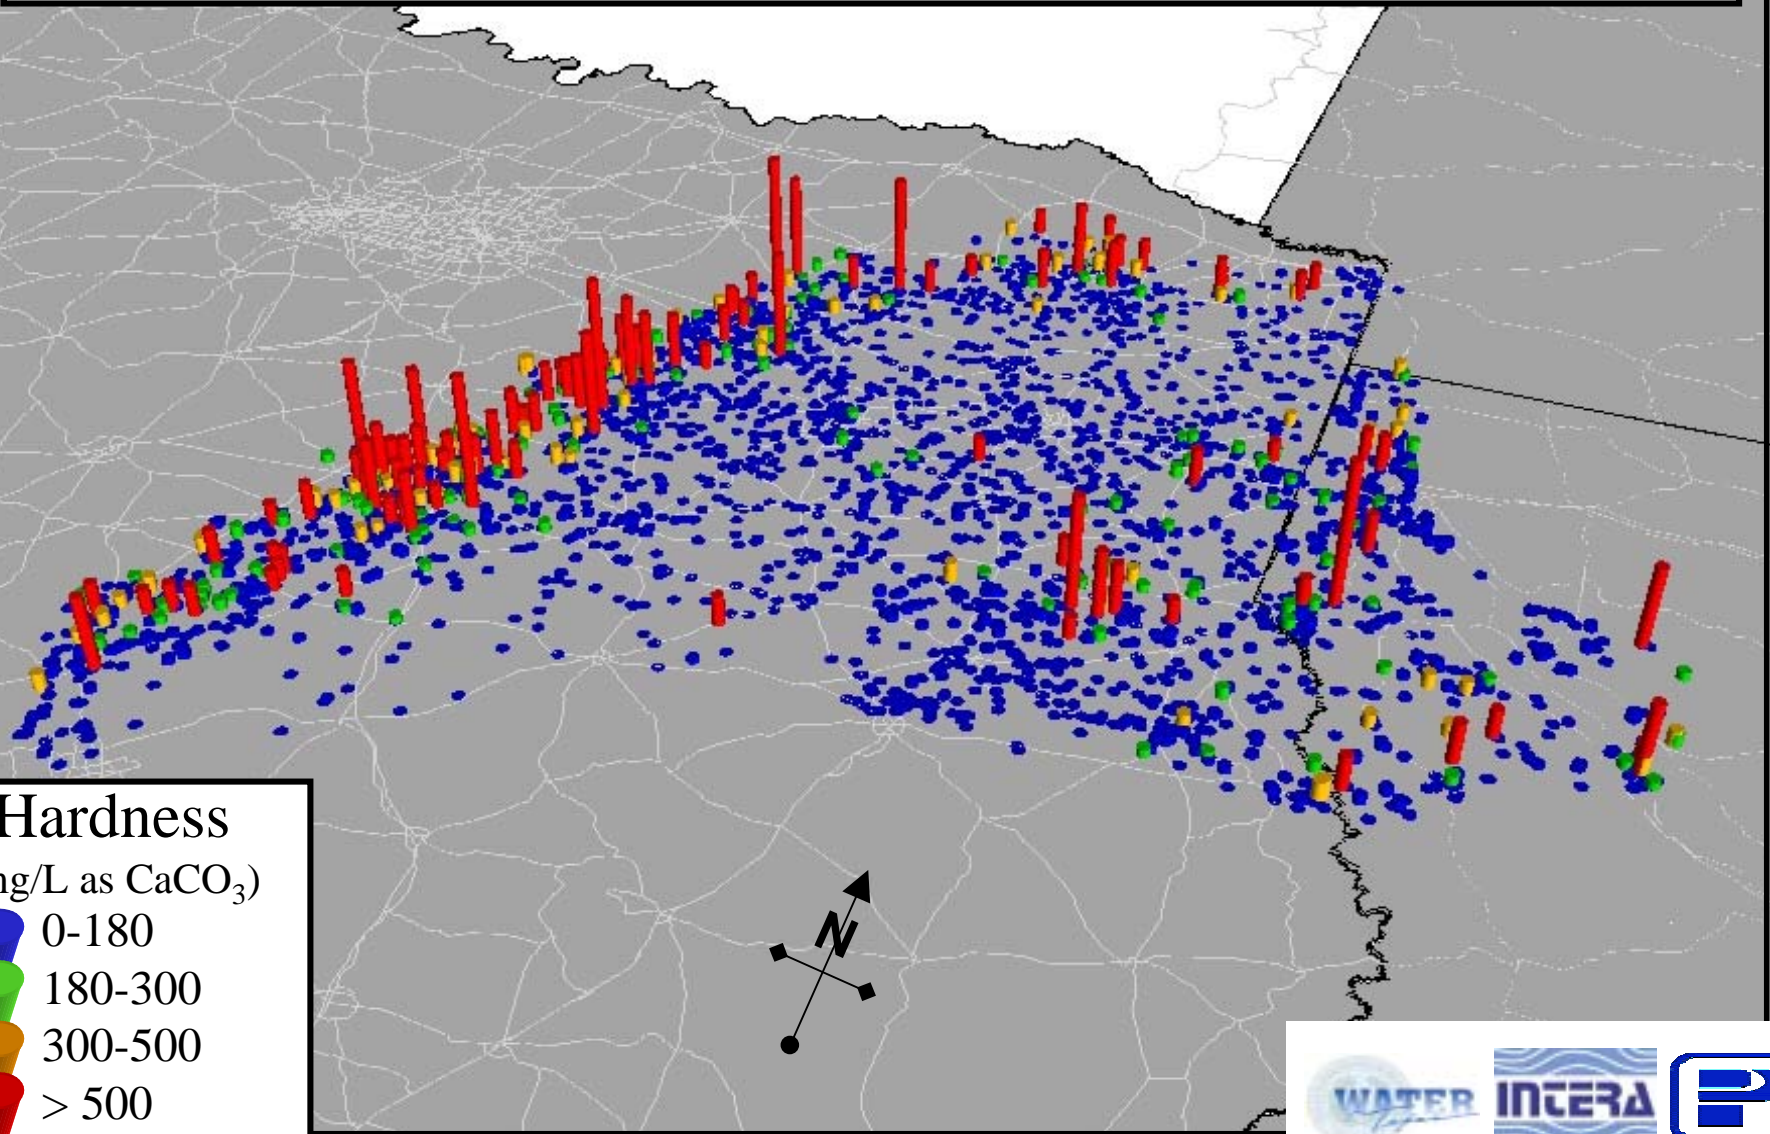 Hardness
ng/L as CaCO₃)
0-180
180-300
300-500
> 500
N
WATER
INTERA